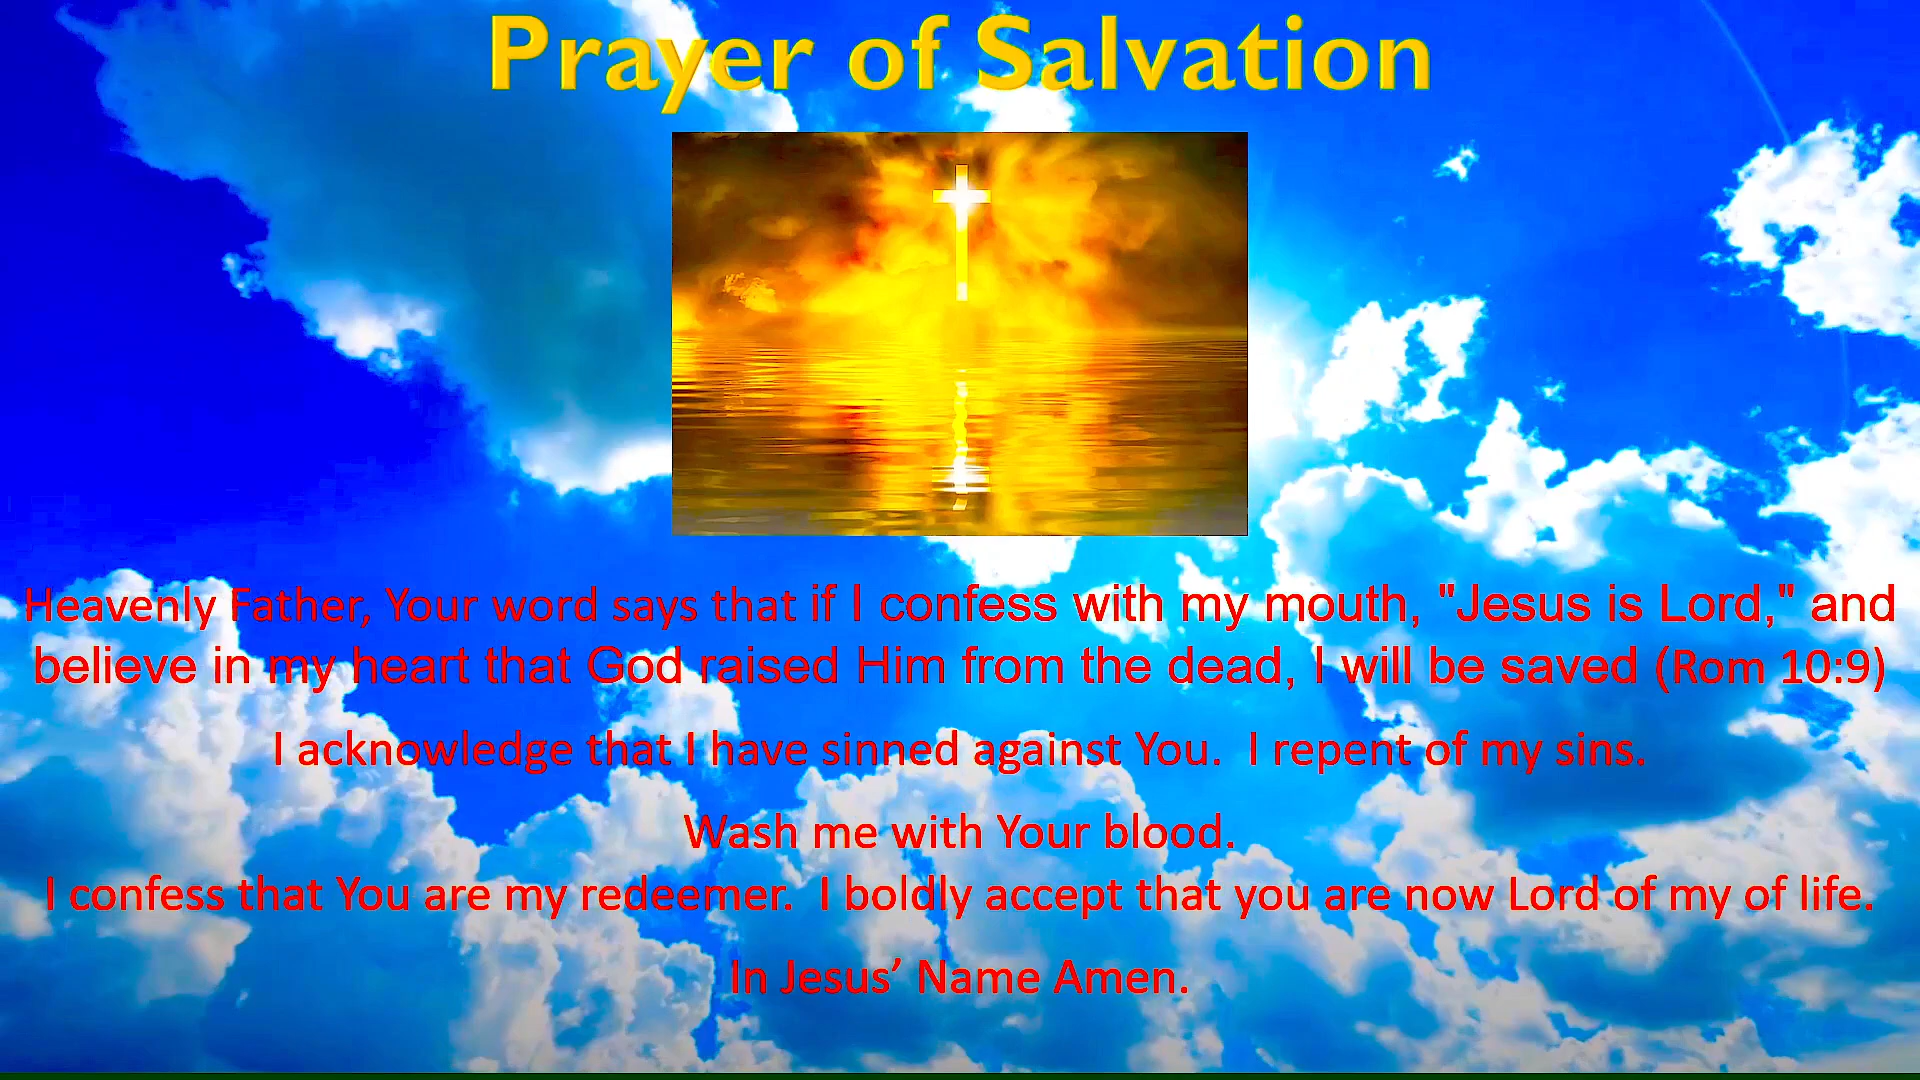 Prayer of Salvation
Heavenly Father, Your word says that if I confess with my mouth, "Jesus is Lord," and
believe in my heart that God raised Him from the dead, I will be saved (Rom 10:9)
I acknowledge that I have sinned against You.  I repent of my sins.
Wash me with Your blood.
I confess that You are my redeemer.  I boldly accept that you are now Lord of my of life.
In Jesus’ Name Amen.